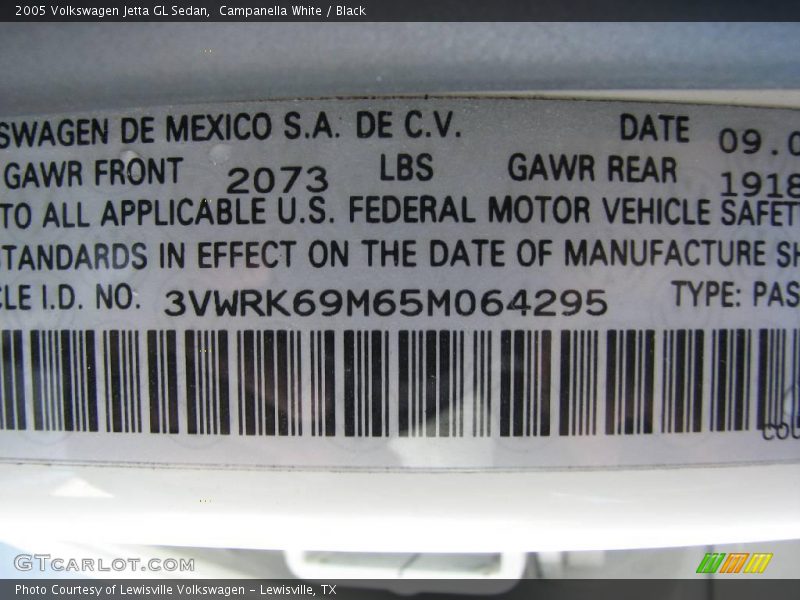 2005 Volkswagen Jetta GL Sedan,  Campanella White / Black
SWAGEN DE MEXICO S.A. DE C.V. DATE 09.0
GAWR FRONT 2073 LBS GAWR REAR 1918
TO ALL APPLICABLE U.S. FEDERAL MOTOR VEHICLE SAFET
STANDARDS IN EFFECT ON THE DATE OF MANUFACTURE SH
CLE I.D. NO. 3VWRK69M65M064295 TYPE: PAS
COU
GTCARLOT.COM
Photo Courtesy of Lewisville Volkswagen – Lewisville, TX